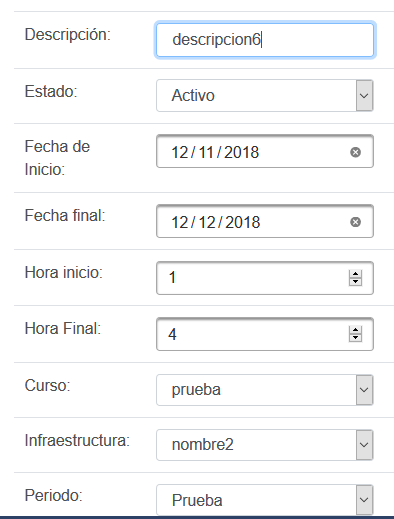 Descripción: descripcion6
Estado: Activo
Fecha de
Inicio: 12 / 11 / 2018
Fecha final: 12 / 12 / 2018
Hora inicio: 1
Hora Final: 4
Curso: prueba
Infraestructura: nombre2
Periodo: Prueba